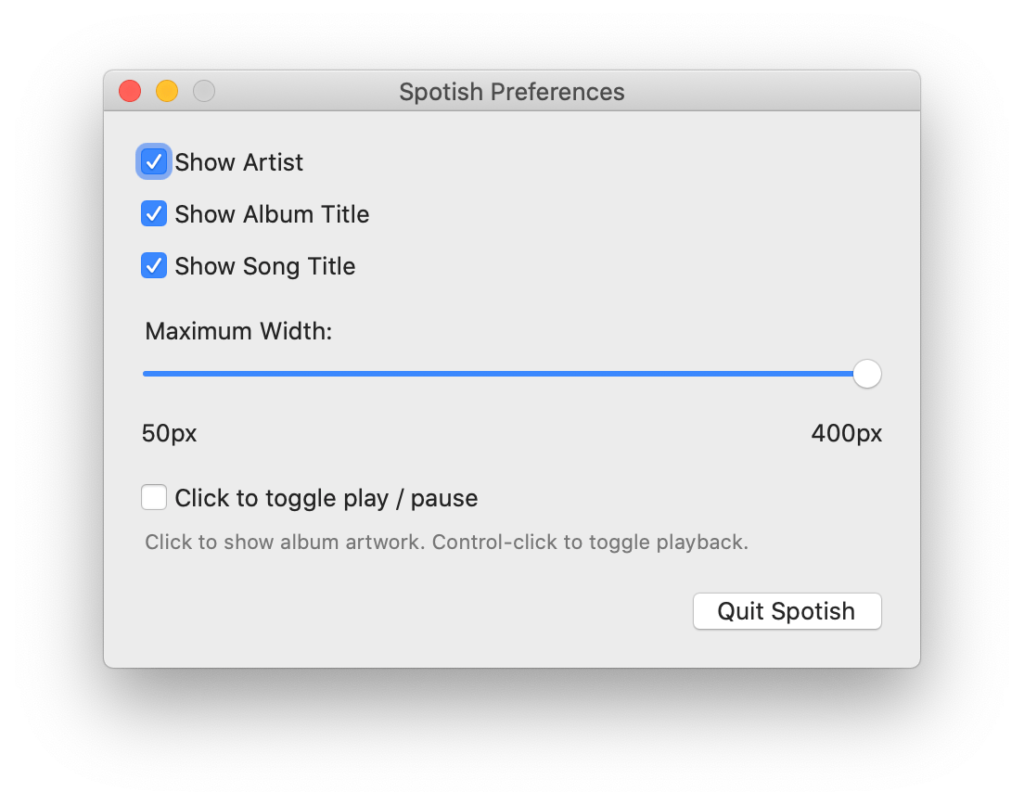 Spotish Preferences
Show Artist
Show Album Title
Show Song Title
Maximum Width:
50px 400px
Click to toggle play / pause
Click to show album artwork. Control-click to toggle playback.
Quit Spotish